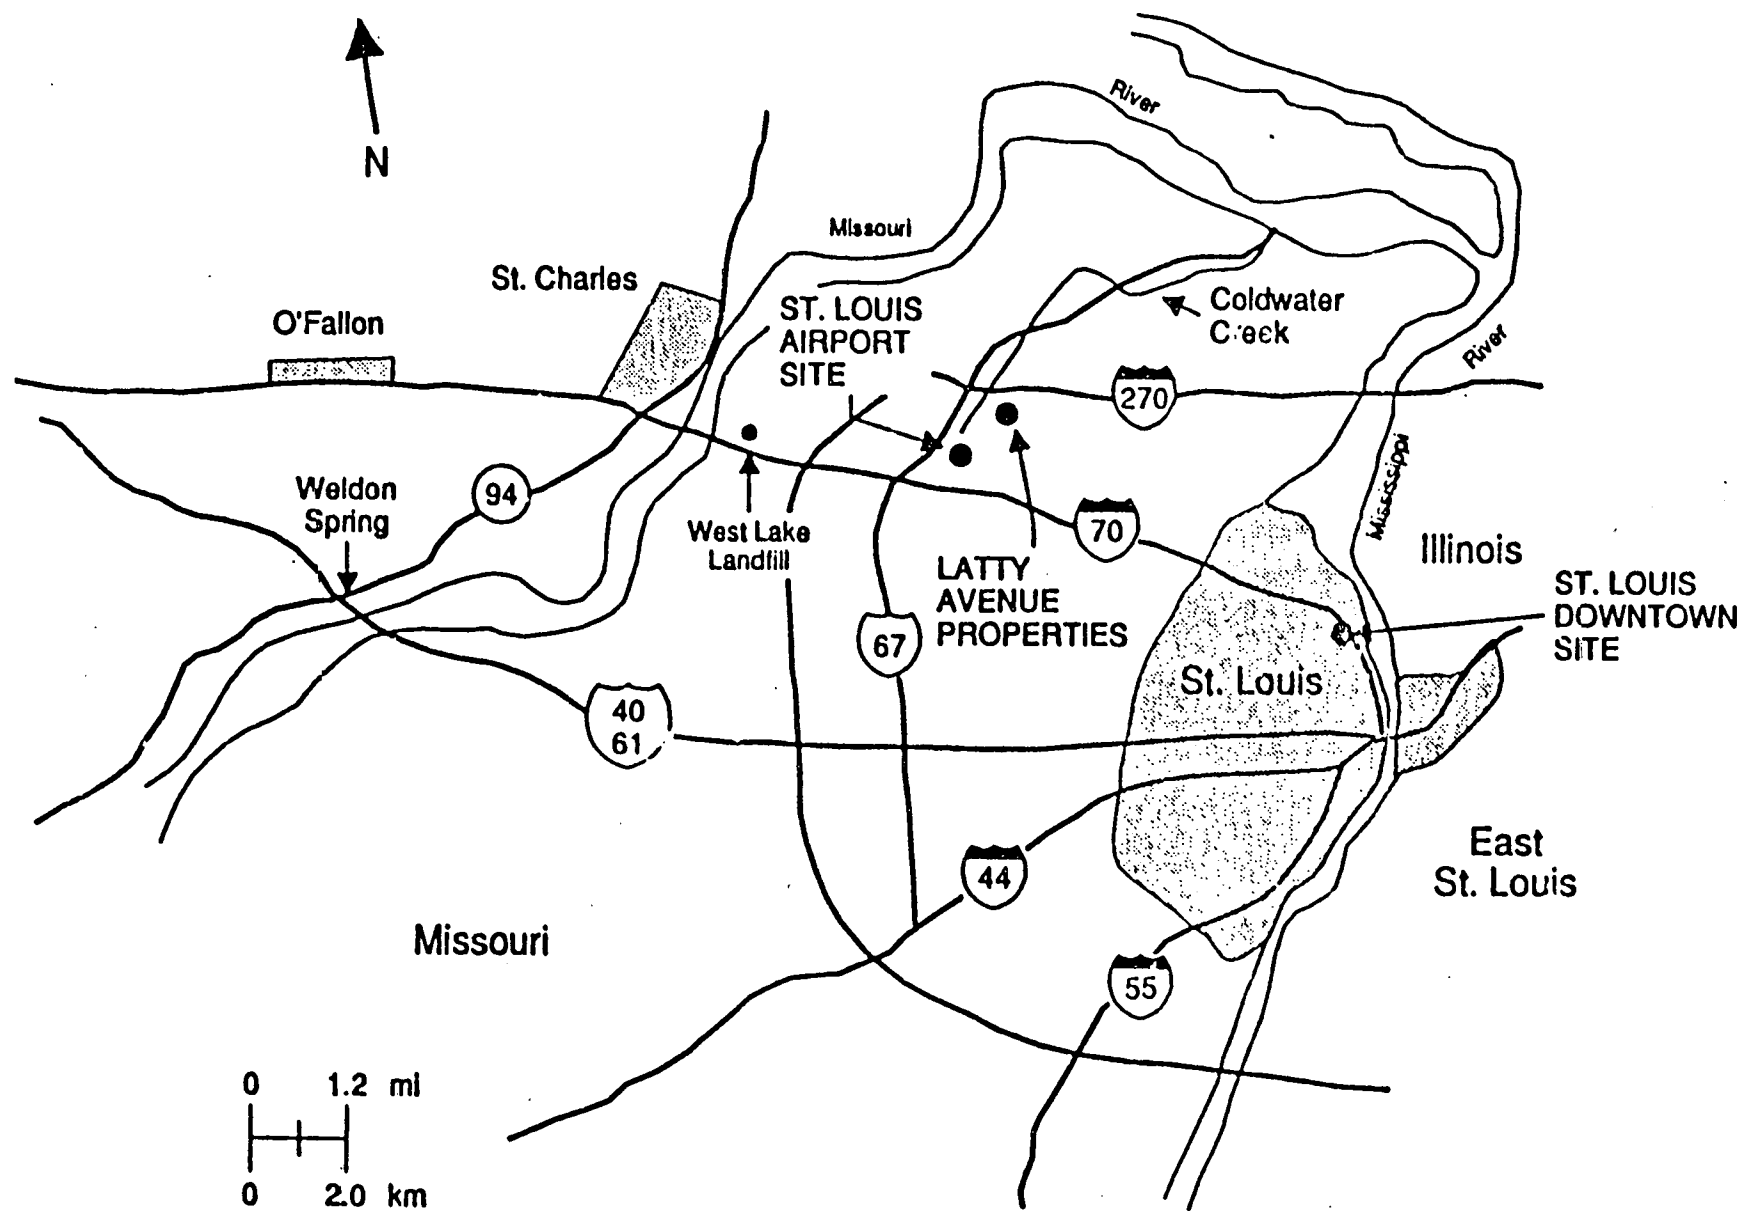 River
N
Missouri
St. Charles
Coldwater
Creek
ST. LOUIS
AIRPORT
SITE
O'Fallon
River
270
Mississippi
Weldon
Spring
94
West Lake
Landfill
70
Illinois
LATTY
AVENUE
PROPERTIES
ST. LOUIS
DOWNTOWN
SITE
67
St. Louis
40
61
East
St. Louis
44
Missouri
55
0 1.2 mi
0 2.0 km